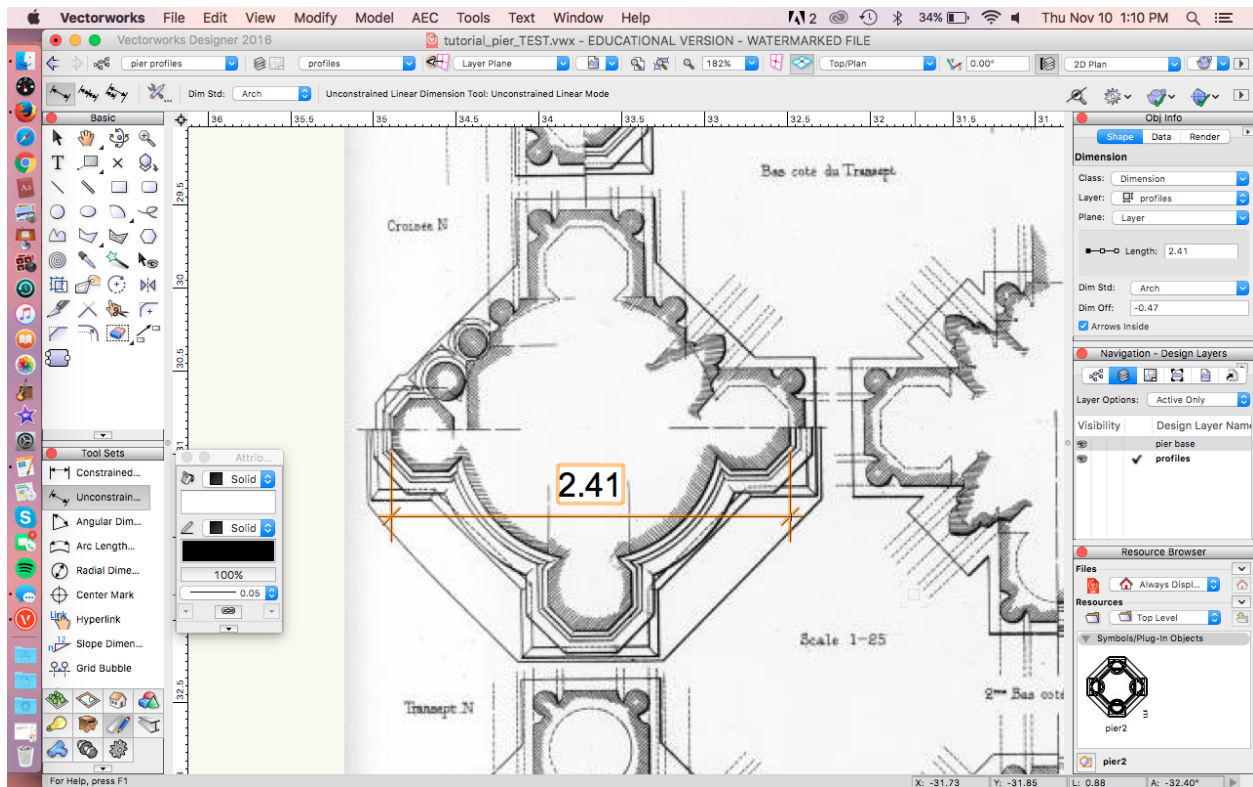 Vectorworks File Edit View Modify Model AEC Tools Text Window Help 2 34% Thu Nov 10 1:10 PM
Vectorworks Designer 2016 tutorial_pier_TEST.vwx - EDUCATIONAL VERSION - WATERMARKED FILE
pier profiles profiles Layer Plane 182% Top/Plan 0.00° 2D Plan
Dim Std: Arch Unconstrained Linear Dimension Tool: Unconstrained Linear Mode
Basic
36 35.5 35 34.5 34 33.5 33 32.5 32 31.5 31
29.5
30
30.5
31
32.5
Bas coté du Transept
Croisée N
2.41
Scale 1-25
Transept N
2me Bas coté
Tool Sets
Constrained...
Unconstrain...
Angular Dim...
Arc Length...
Radial Dime...
Center Mark
Link
Hyperlink
12
Slope Dimen...
Grid Bubble
Attrib...
Solid
Solid
100%
0.05
Obj Info
Shape Data Render
Dimension
Class: Dimension
Layer: profiles
Plane: Layer
Length: 2.41
Dim Std: Arch
Dim Off: -0.47
Arrows Inside
Navigation - Design Layers
Layer Options: Active Only
Visibility Design Layer Name
pier base
profiles
Resource Browser
Files
Always Displ...
Resources
Top Level
Symbols/Plug-In Objects
pier2
pier2
For Help, press F1 X: -31.73 Y: -31.85 L: 0.88 A: -32.40°